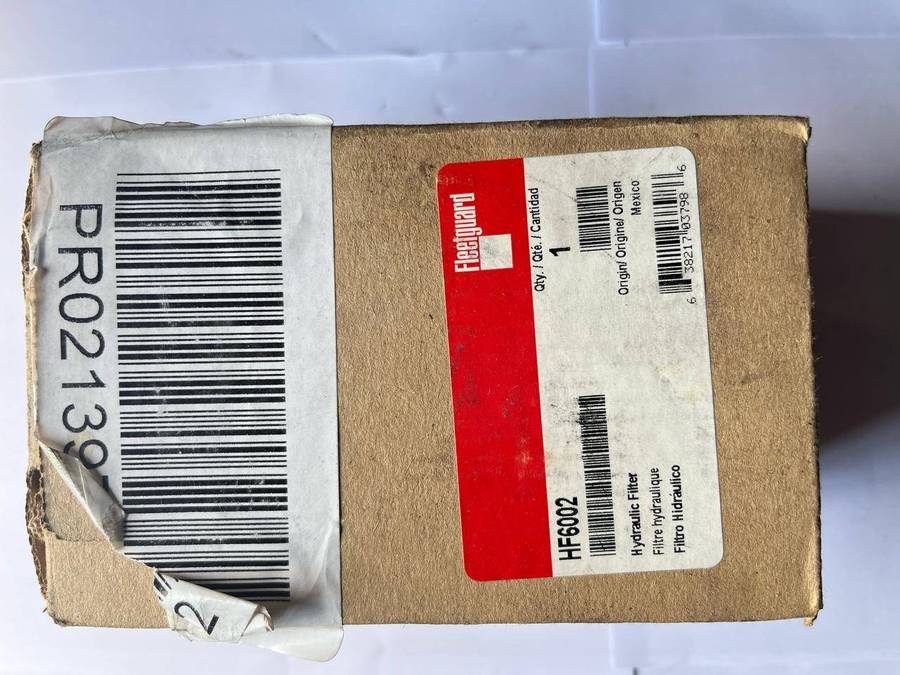 PR02139
2
Fleetguard
Qty. / Qté. / Cantidad
1
HF6002
Hydraulic Filter
Filtre hydraulique
Filtro Hidráulico
Origin/ Origine/ Origen
Mexico
6 38217 03798 6